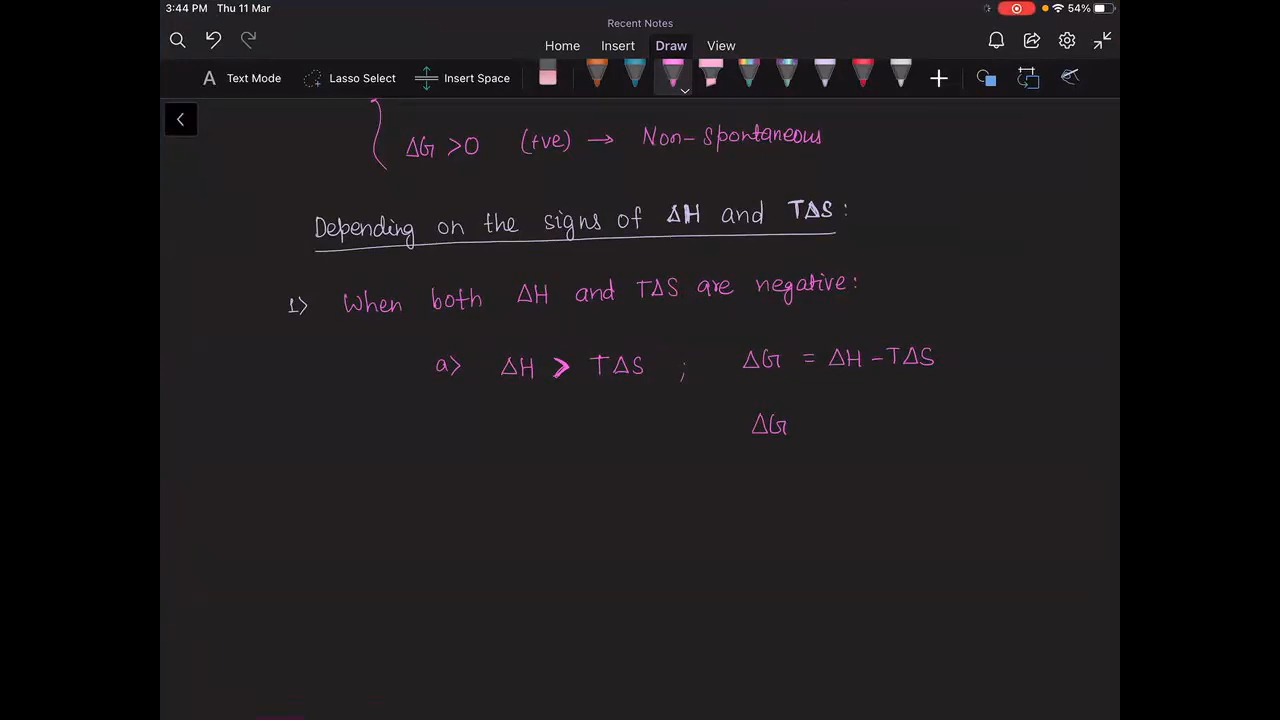 3:44 PM Thu 11 Mar
54%
Recent Notes
Home Insert Draw View
A Text Mode Lasso Select Insert Space
ΔG >0 (+ve) → Non-Spontaneous
Depending on the signs of ΔH and TΔS:
1> When both ΔH and TΔS are negative:
a> ΔH > TΔS ; ΔG = ΔH - TΔS
ΔG